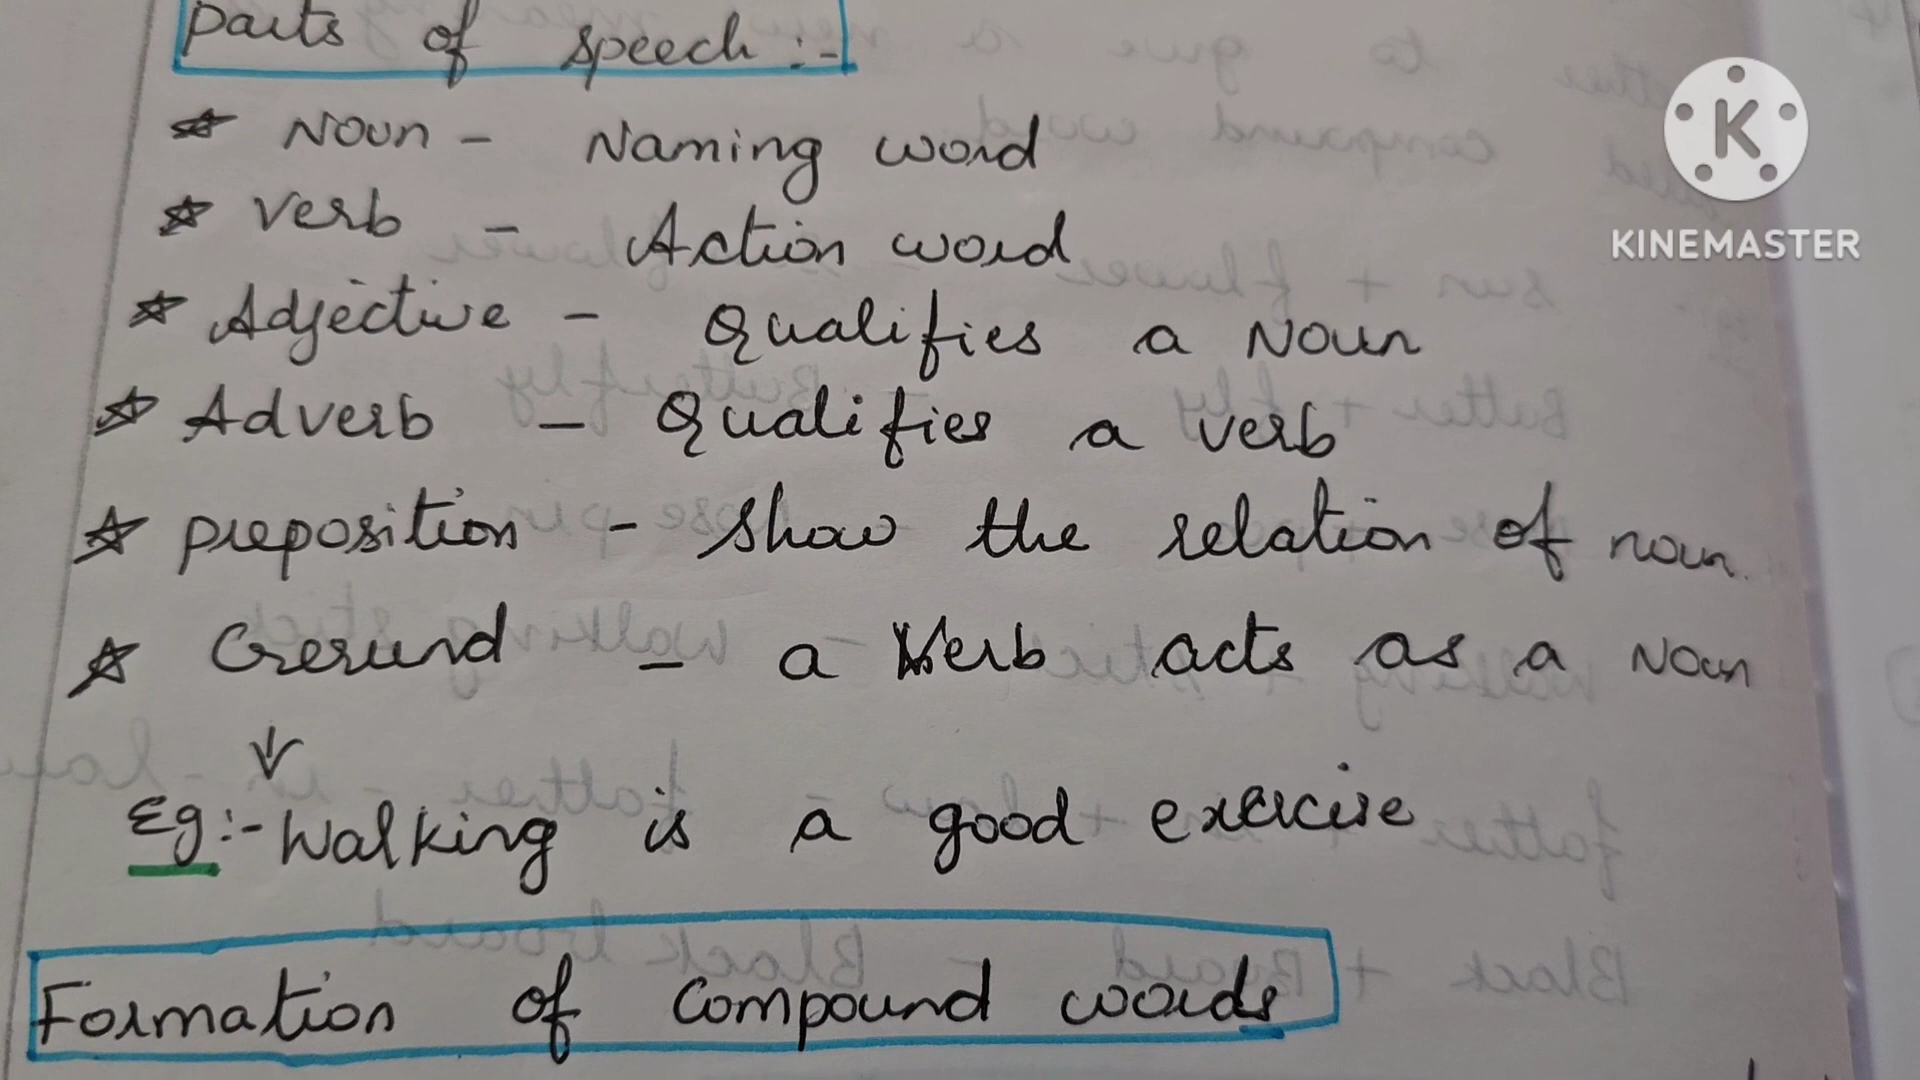 Parts of speech :-
☆ Noun - Naming word
☆ Verb - Action word
☆ Adjective - Qualifies a Noun
☆ Adverb - Qualifies a verb
☆ preposition - show the relation of noun.
☆ Gerund - a Verb acts as a Noun
↓
Eg:- Walking is a good exercise
Formation of compound words
K
KINEMASTER